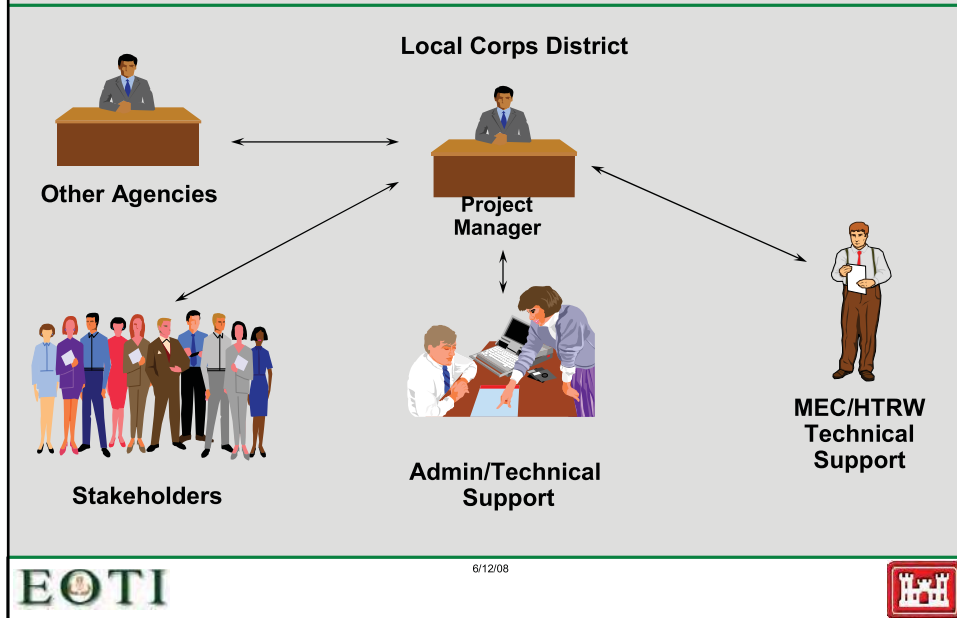 Local Corps District
Other Agencies
Project
Manager
MEC/HTRW
Technical
Support
Admin/Technical
Support
Stakeholders
6/12/08
EOTI